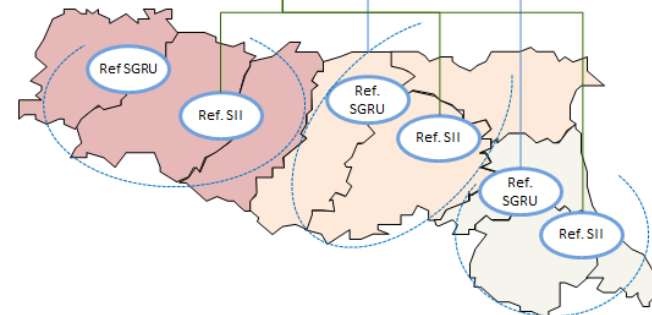 Ref SGRU
Ref. SII
Ref.
SGRU
Ref. SII
Ref.
SGRU
Ref. SII